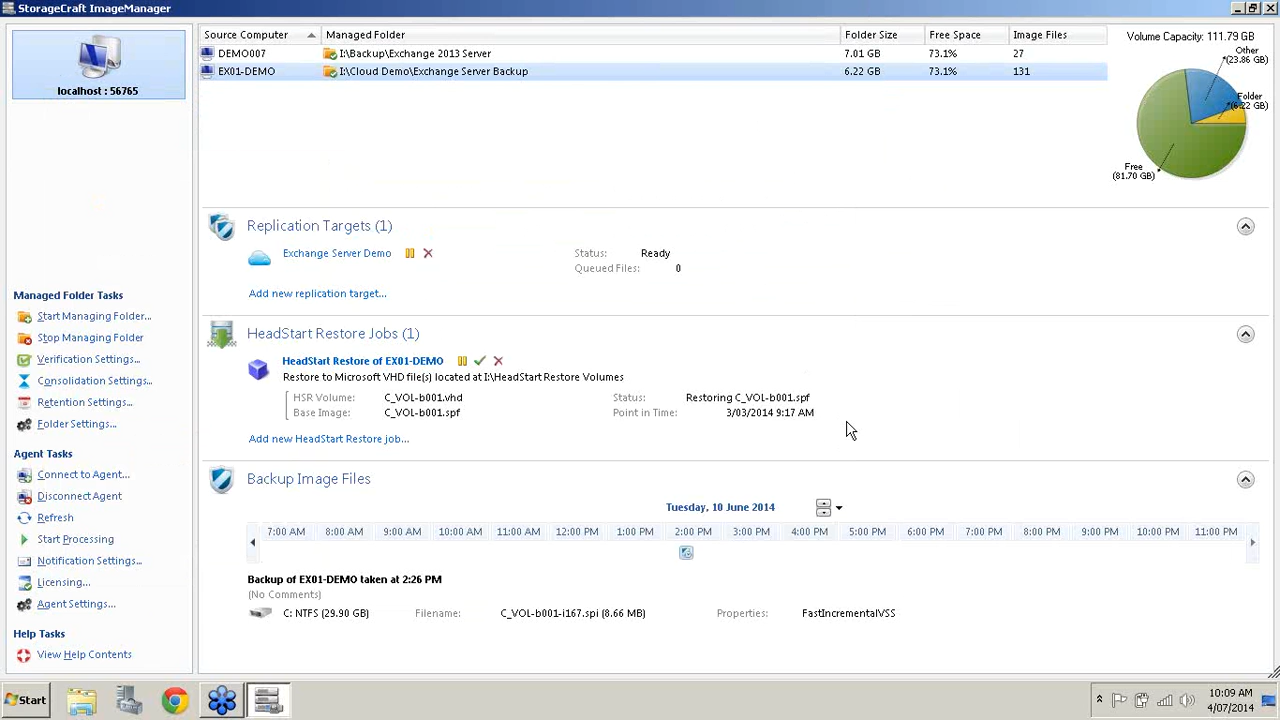 StorageCraft ImageManager
localhost : 56765
Managed Folder Tasks
Start Managing Folder...
Stop Managing Folder
Verification Settings...
Consolidation Settings...
Retention Settings...
Folder Settings...
Agent Tasks
Connect to Agent...
Disconnect Agent
Refresh
Start Processing
Notification Settings...
Licensing...
Agent Settings...
Help Tasks
View Help Contents
Source Computer Managed Folder Folder Size Free Space Image Files
DEMO007 I:\Backup\Exchange 2013 Server 7.01 GB 73.1% 27
EX01-DEMO I:\Cloud Demo\Exchange Server Backup 6.22 GB 73.1% 131
Volume Capacity: 111.79 GB
Other
(23.86 GB)
Folder
(6.22 GB)
Free
(81.70 GB)
Replication Targets (1)
Exchange Server Demo Status: Ready
Queued Files: 0
Add new replication target...
HeadStart Restore Jobs (1)
HeadStart Restore of EX01-DEMO
Restore to Microsoft VHD file(s) located at I:\HeadStart Restore Volumes
HSR Volume: C_VOL-b001.vhd Status: Restoring C_VOL-b001.spf
Base Image: C_VOL-b001.spf Point in Time: 3/03/2014 9:17 AM
Add new HeadStart Restore job...
Backup Image Files
Tuesday, 10 June 2014
7:00 AM 8:00 AM 9:00 AM 10:00 AM 11:00 AM 12:00 PM 1:00 PM 2:00 PM 3:00 PM 4:00 PM 5:00 PM 6:00 PM 7:00 PM 8:00 PM 9:00 PM 10:00 PM 11:00 PM
Backup of EX01-DEMO taken at 2:26 PM
(No Comments)
C: NTFS (29.90 GB) Filename: C_VOL-b001-i167.spi (8.66 MB) Properties: FastIncrementalVSS
Start
10:09 AM
4/07/2014